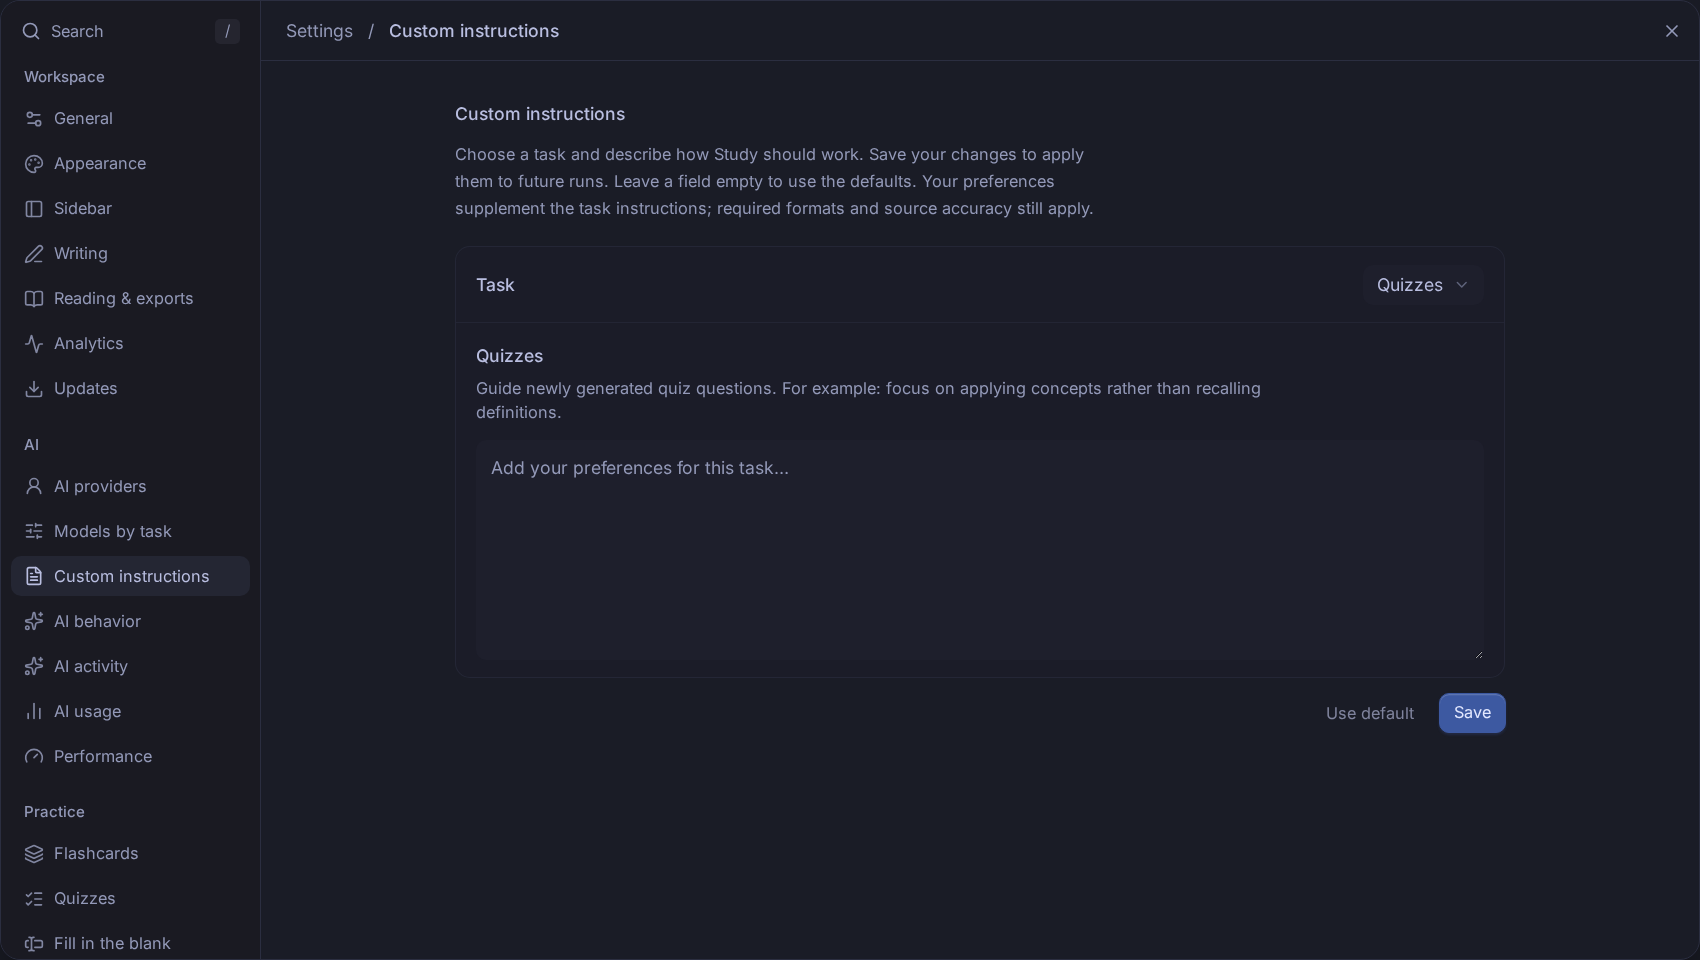 Search /
Workspace
General
Appearance
Sidebar
Writing
Reading & exports
Analytics
Updates
AI
AI providers
Models by task
Custom instructions
AI behavior
AI activity
AI usage
Performance
Practice
Flashcards
Quizzes
Fill in the blank
Settings / Custom instructions
Custom instructions
Choose a task and describe how Study should work. Save your changes to apply
them to future runs. Leave a field empty to use the defaults. Your preferences
supplement the task instructions; required formats and source accuracy still apply.
Task
Quizzes
Quizzes
Guide newly generated quiz questions. For example: focus on applying concepts rather than recalling
definitions.
Add your preferences for this task...
Use default
Save